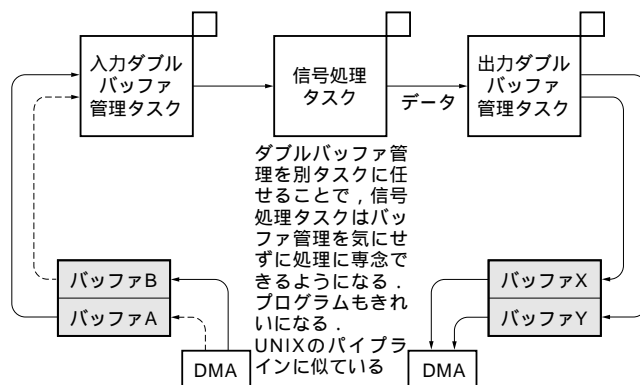 入力ダブル
バッファ
管理タスク
信号処理
タスク
データ
出力ダブル
バッファ
管理タスク
ダブルバッファ管
理を別タスクに任
せることで，信号
処理タスクはバッ
ファ管理を気にせ
ずに処理に専念で
きるようになる．
プログラムもきれ
いになる．
UNIXのパイプラ
インに似ている
バッファB
バッファA
DMA
バッファX
バッファY
DMA